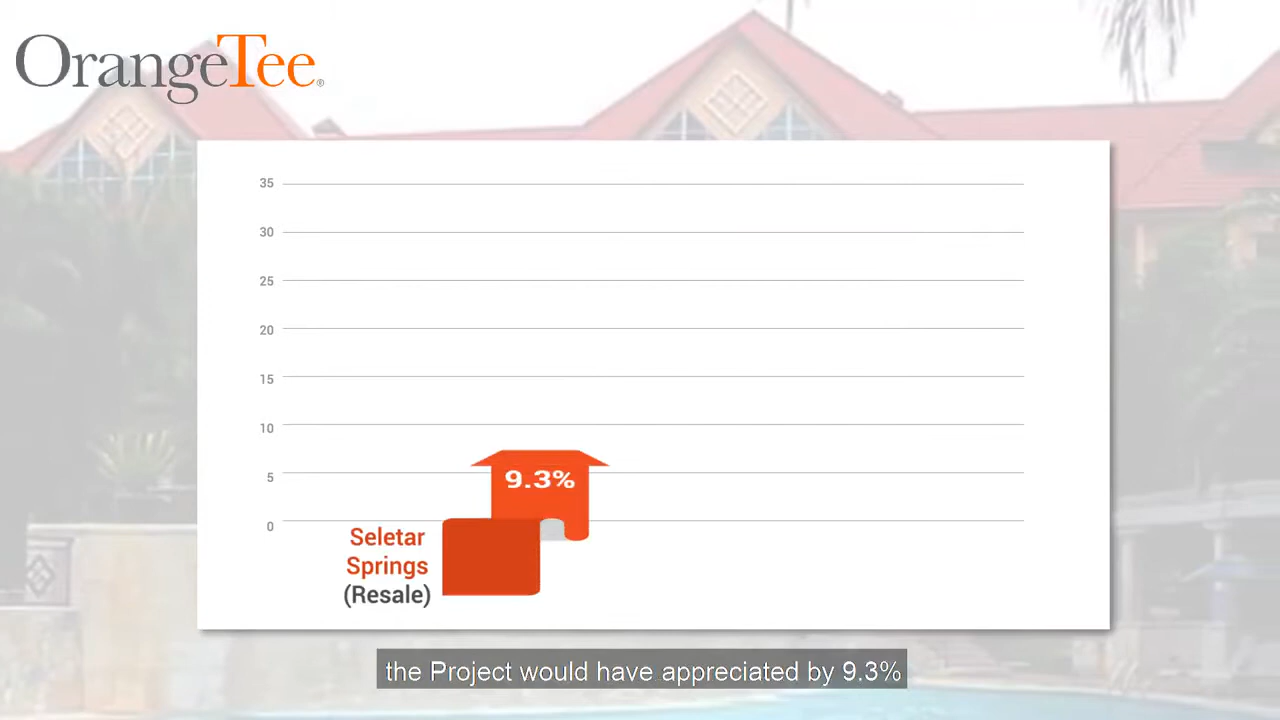 OrangeTee®
35
30
25
20
15
10
5
0
9.3%
Seletar
Springs
(Resale)
the Project would have appreciated by 9.3%